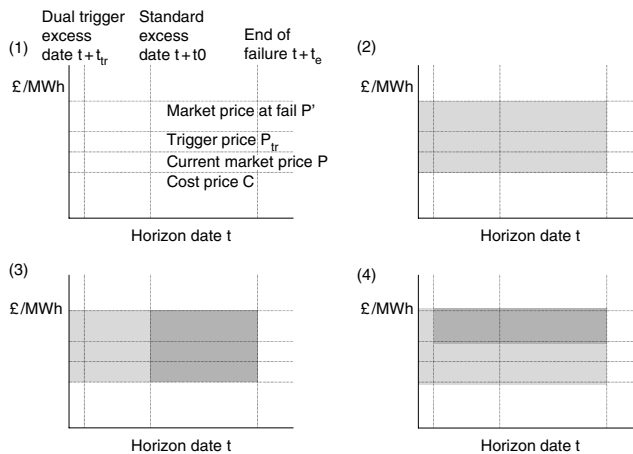 Dual trigger
excess
date t + t_tr
Standard
excess
date t + t0
End of
failure t + t_e
(1)
£/MWh
Market price at fail P'
Trigger price P_tr
Current market price P
Cost price C
Horizon date t
(2)
£/MWh
Horizon date t
(3)
£/MWh
Horizon date t
(4)
£/MWh
Horizon date t